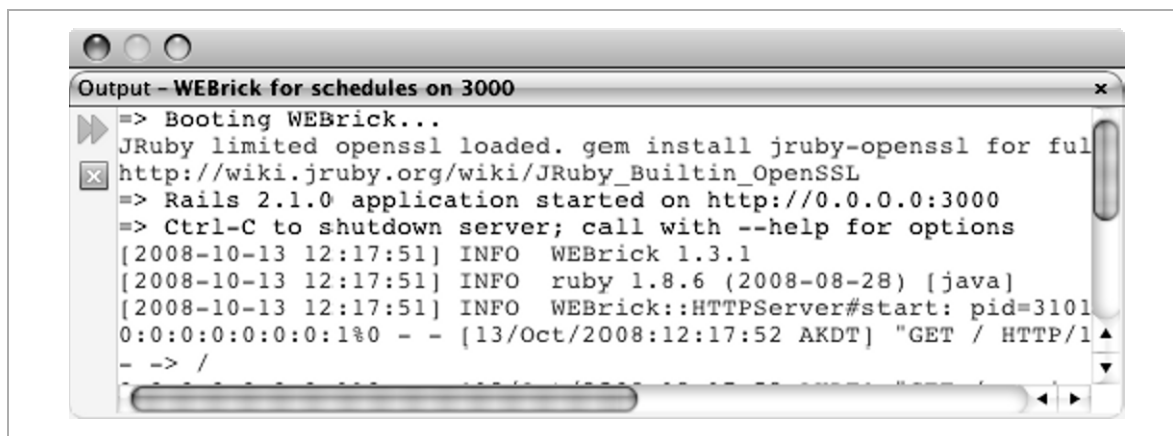 Output – WEBrick for schedules on 3000
=> Booting WEBrick...
JRuby limited openssl loaded. gem install jruby-openssl for ful
http://wiki.jruby.org/wiki/JRuby_Builtin_OpenSSL
=> Rails 2.1.0 application started on http://0.0.0.0:3000
=> Ctrl-C to shutdown server; call with --help for options
[2008-10-13 12:17:51] INFO  WEBrick 1.3.1
[2008-10-13 12:17:51] INFO  ruby 1.8.6 (2008-08-28) [java]
[2008-10-13 12:17:51] INFO  WEBrick::HTTPServer#start: pid=3101
0:0:0:0:0:0:0:1%0 - - [13/Oct/2008:12:17:52 AKDT] "GET / HTTP/1
- -> /